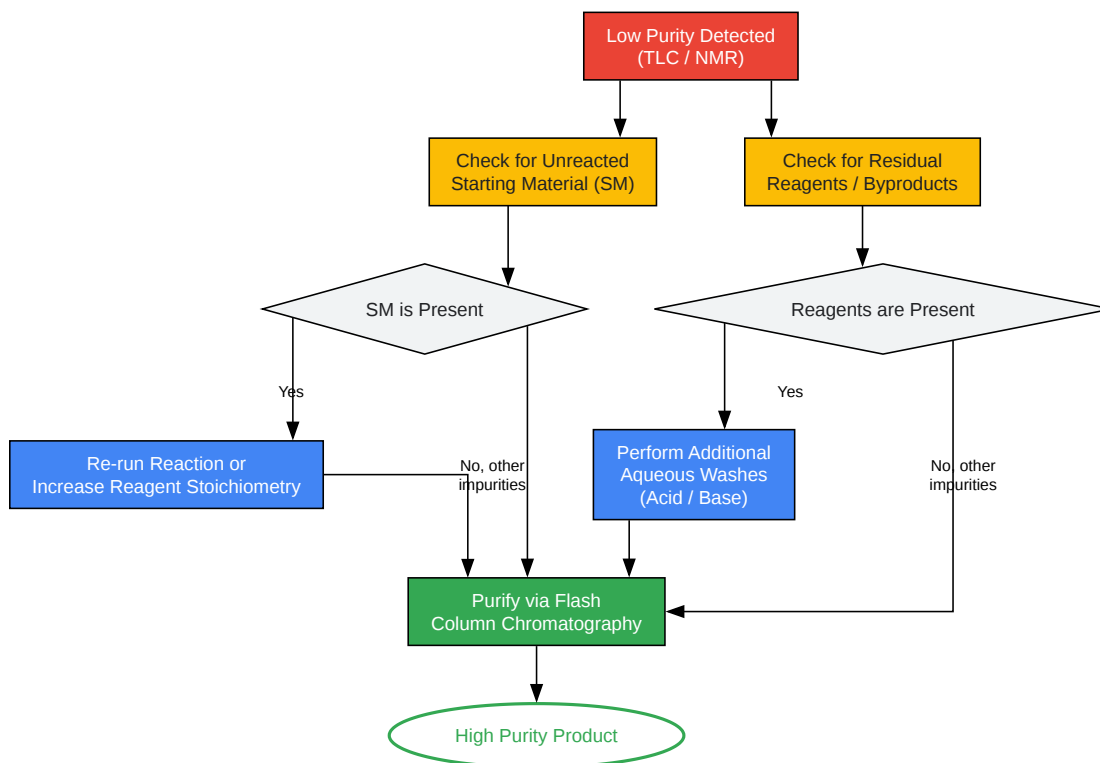 Low Purity Detected
(TLC / NMR)
Check for Unreacted
Starting Material (SM)
Check for Residual
Reagents / Byproducts
SM is Present
Reagents are Present
Yes
Yes
Re-run Reaction or
Increase Reagent Stoichiometry
No, other
impurities
Perform Additional
Aqueous Washes
(Acid / Base)
No, other
impurities
Purify via Flash
Column Chromatography
High Purity Product